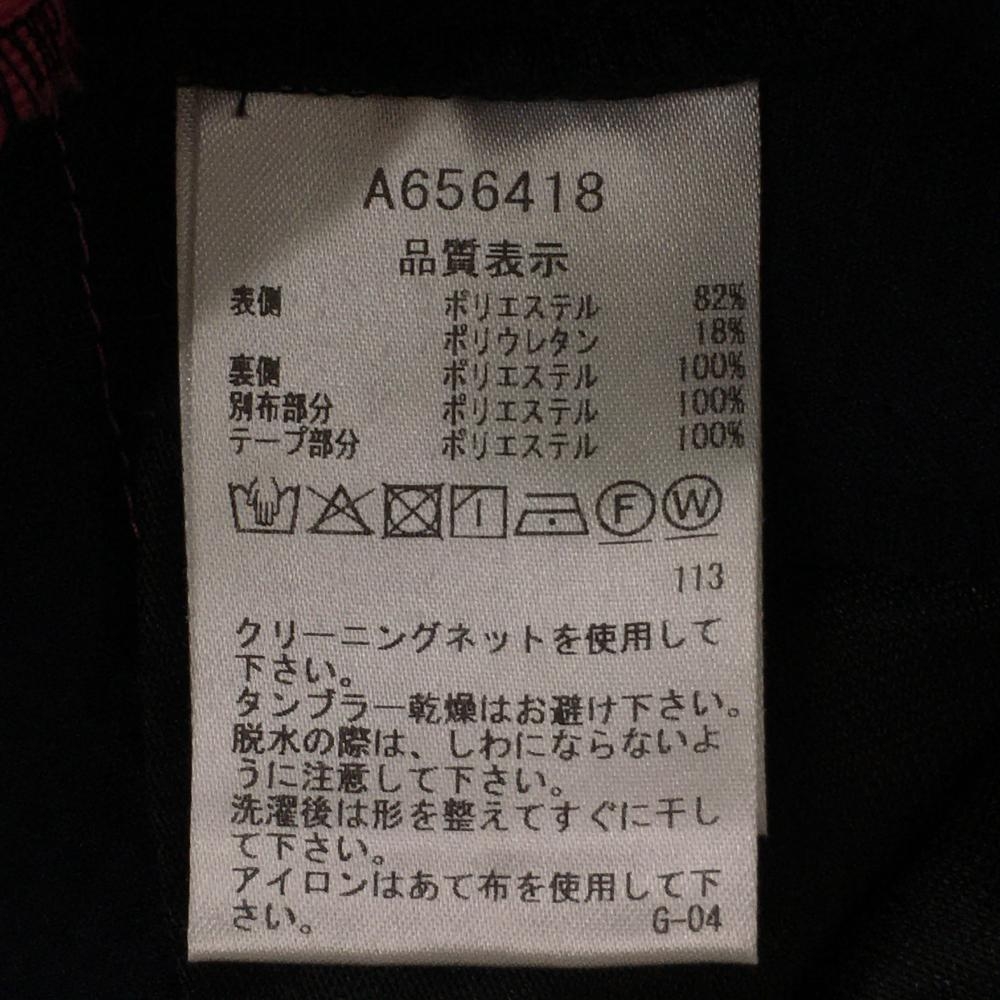 A656418
品質表示
表側 ポリエステル 82%
ポリウレタン 18%
裏側 ポリエステル 100%
別布部分 ポリエステル 100%
テープ部分 ポリエステル 100%
F W
113
クリーニングネットを使用して
下さい。
タンブラー乾燥はお避け下さい。
脱水の際は、しわにならないよ
うに注意して下さい。
洗濯後は形を整えてすぐに干し
て下さい。
アイロンはあて布を使用して下
さい。 G-04